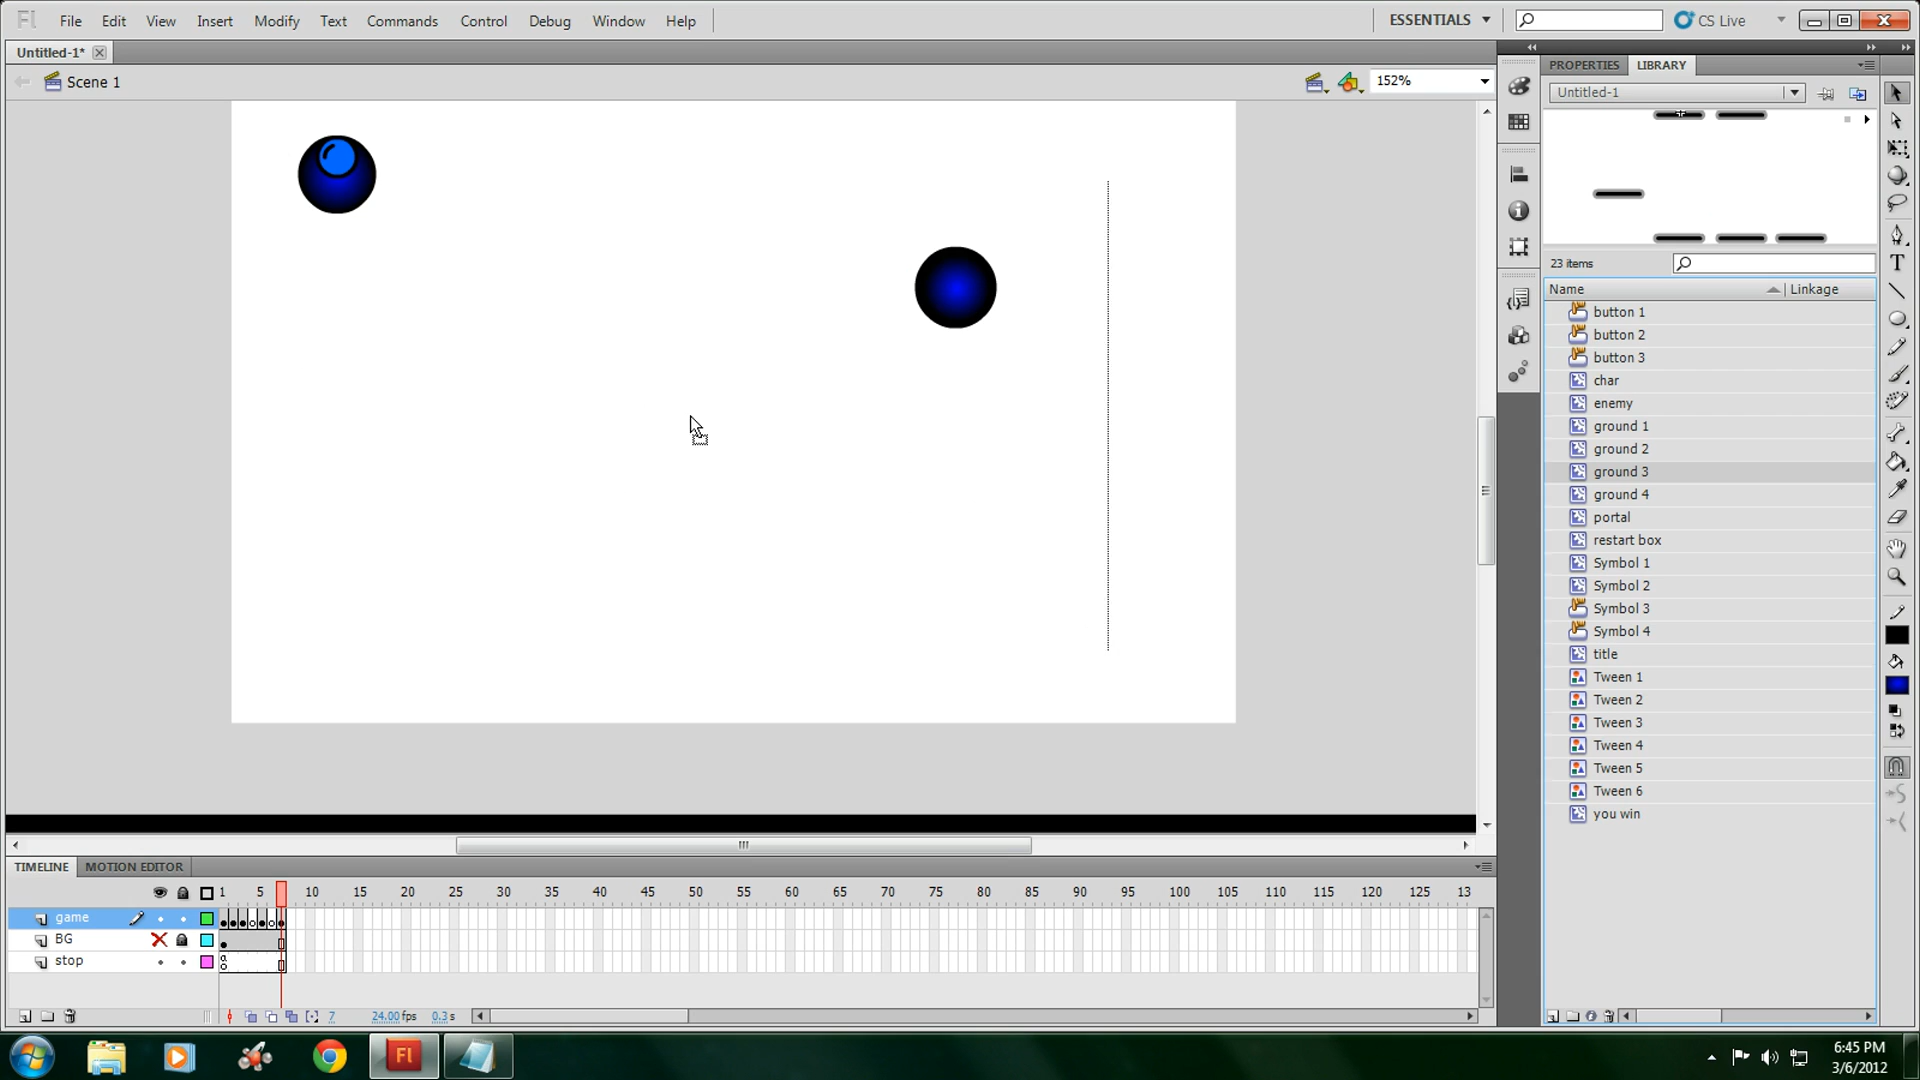 Fl File Edit View Insert Modify Text Commands Control Debug Window Help ESSENTIALS CS Live
Untitled-1*
Scene 1 152%
PROPERTIES LIBRARY
Untitled-1
23 items
Name Linkage
button 1
button 2
button 3
char
enemy
ground 1
ground 2
ground 3
ground 4
portal
restart box
Symbol 1
Symbol 2
Symbol 3
Symbol 4
title
Tween 1
Tween 2
Tween 3
Tween 4
Tween 5
Tween 6
you win
TIMELINE MOTION EDITOR
1 5 10 15 20 25 30 35 40 45 50 55 60 65 70 75 80 85 90 95 100 105 110 115 120 125 13
game
BG
stop
7 24.00 fps 0.3 s
Fl
6:45 PM
3/6/2012